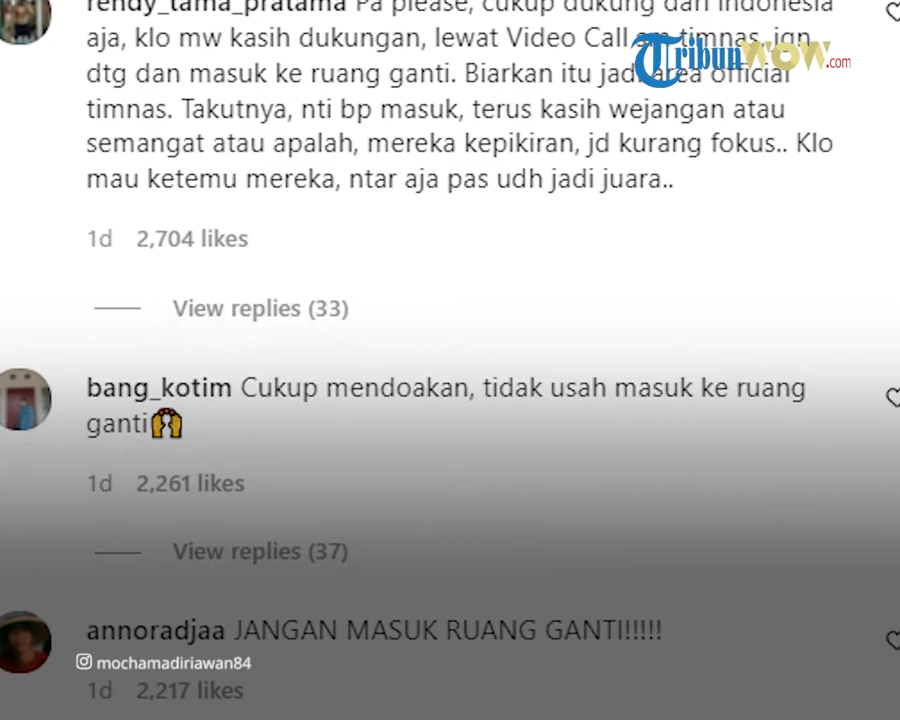 rendy_tama_pratama Pa please, cukup dukung dari Indonesia
aja, klo mw kasih dukungan, lewat Video Call am timnas, jgn
TribunWOW.com
dtg dan masuk ke ruang ganti. Biarkan itu jadi area official
timnas. Takutnya, nti bp masuk, terus kasih wejangan atau
semangat atau apalah, mereka kepikiran, jd kurang fokus.. Klo
mau ketemu mereka, ntar aja pas udh jadi juara..
1d 2,704 likes
View replies (33)
bang_kotim Cukup mendoakan, tidak usah masuk ke ruang
ganti🙌
1d 2,261 likes
View replies (37)
annoradjaa JANGAN MASUK RUANG GANTI!!!!!
mochamadiriawan84
1d 2,217 likes